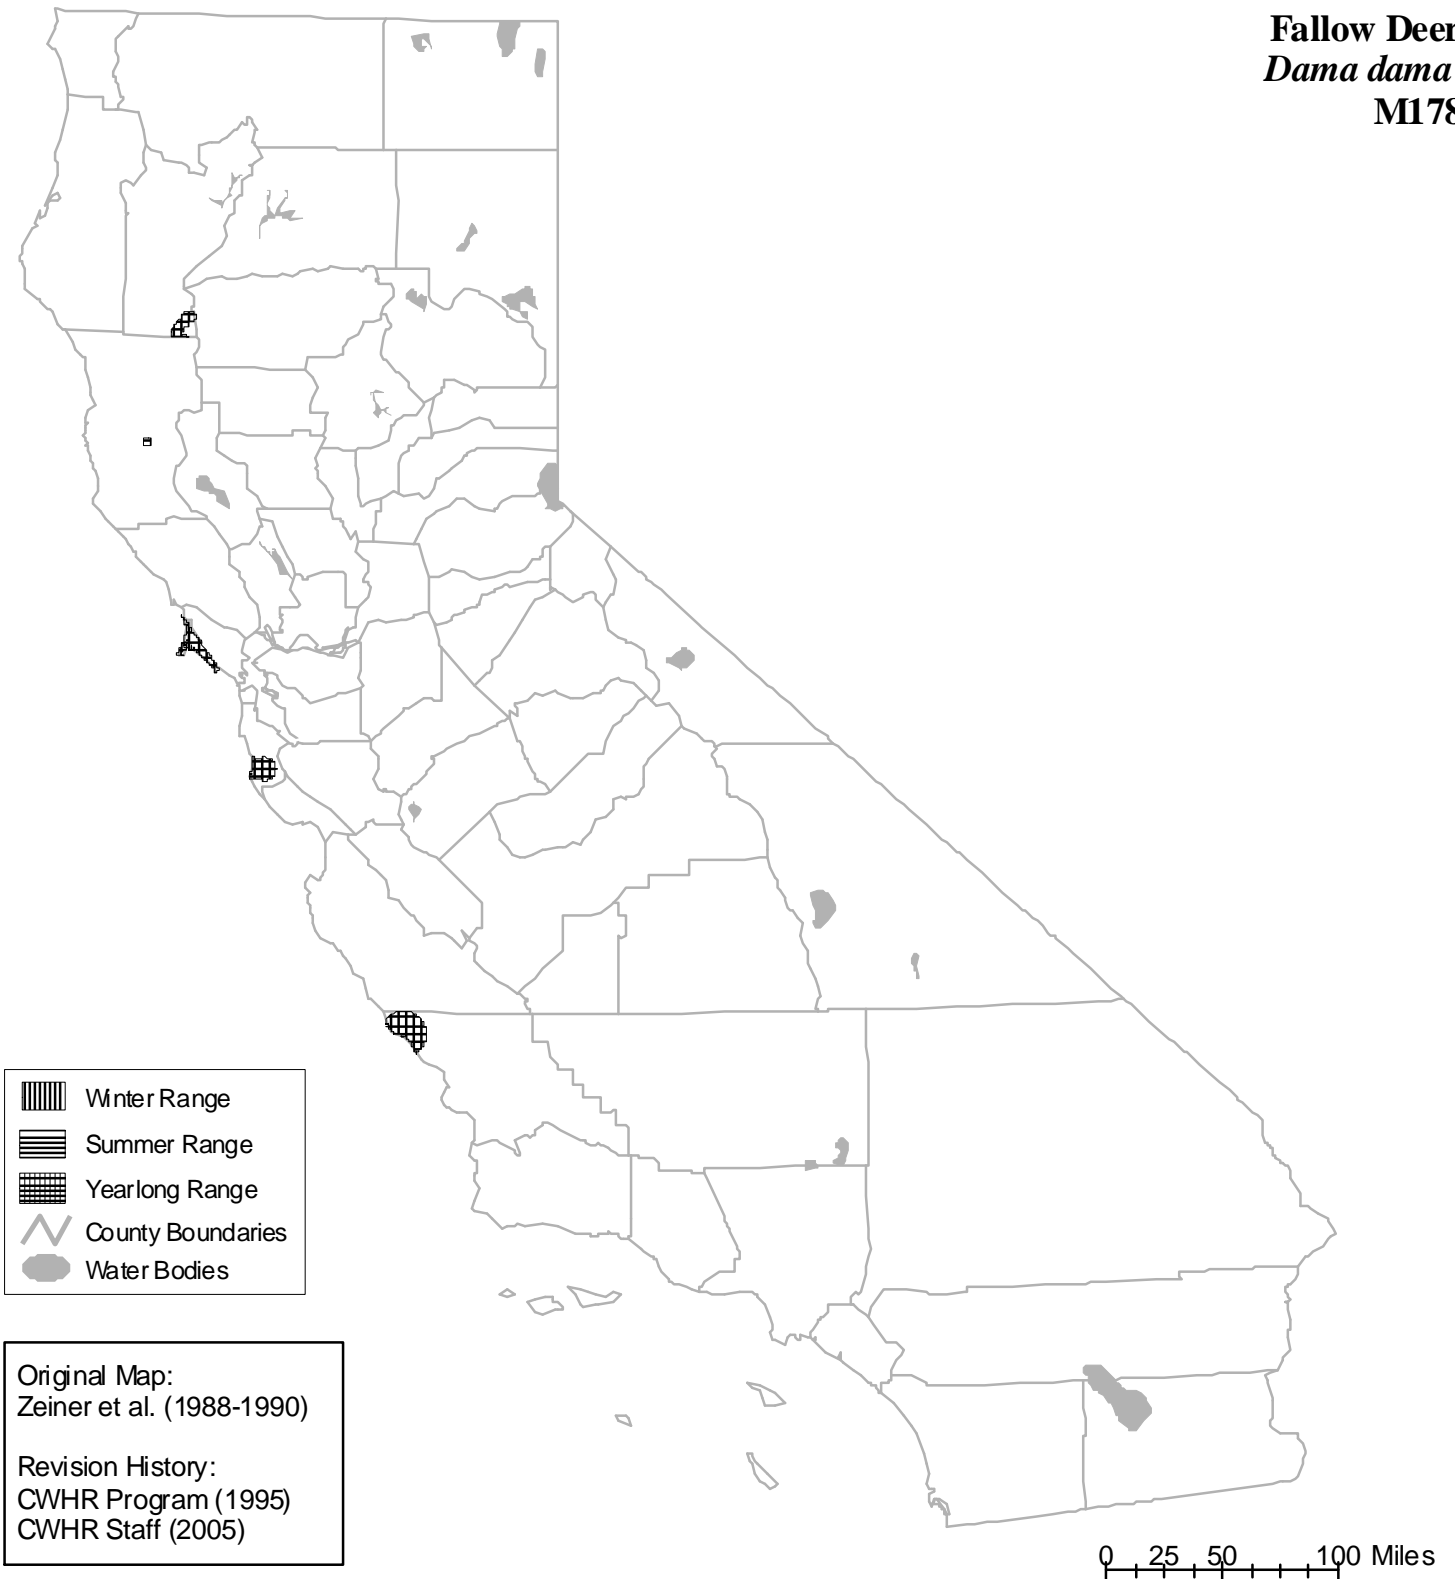 Fallow Deer
Dama dama
M178
Winter Range
Summer Range
Yearlong Range
County Boundaries
Water Bodies
Original Map:
Zeiner et al. (1988-1990)
Revision History:
CWHR Program (1995)
CWHR Staff (2005)
0 25 50 100 Miles